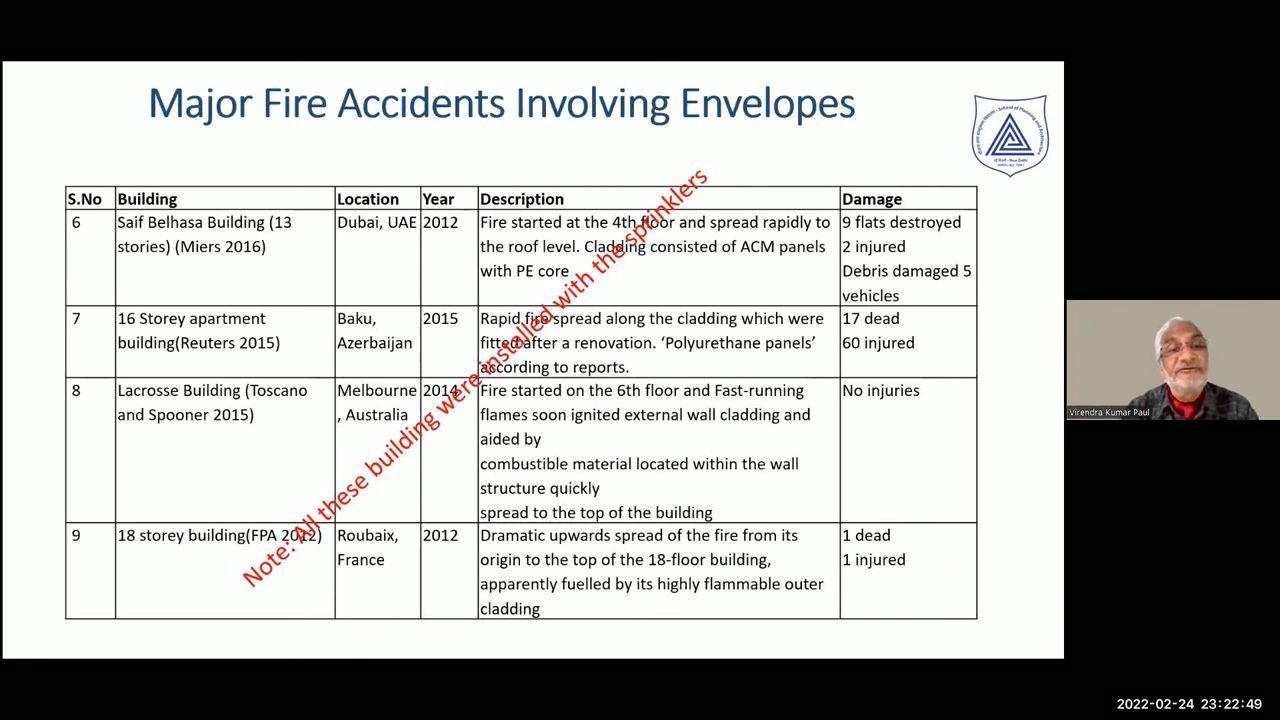 Major Fire Accidents Involving Envelopes
S.No Building Location Year Description Damage
6 Saif Belhasa Building (13 Dubai, UAE 2012 Fire started at the 4th floor and spread rapidly to 9 flats destroyed
stories) (Miers 2016) the roof level. Cladding consisted of ACM panels 2 injured
with PE core Debris damaged 5
vehicles
7 16 Storey apartment Baku, 2015 Rapid fire spread along the cladding which were 17 dead
building(Reuters 2015) Azerbaijan fitted after a renovation. ‘Polyurethane panels’ 60 injured
according to reports.
8 Lacrosse Building (Toscano Melbourne 2014 Fire started on the 6th floor and Fast-running No injuries
and Spooner 2015) , Australia flames soon ignited external wall cladding and
aided by
combustible material located within the wall
structure quickly
spread to the top of the building
9 18 storey building(FPA 2012) Roubaix, 2012 Dramatic upwards spread of the fire from its 1 dead
France origin to the top of the 18-floor building, 1 injured
apparently fuelled by its highly flammable outer
cladding
Note: All these building were installed with the sprinklers
Virendra Kumar Paul
2022-02-24 23:22:49